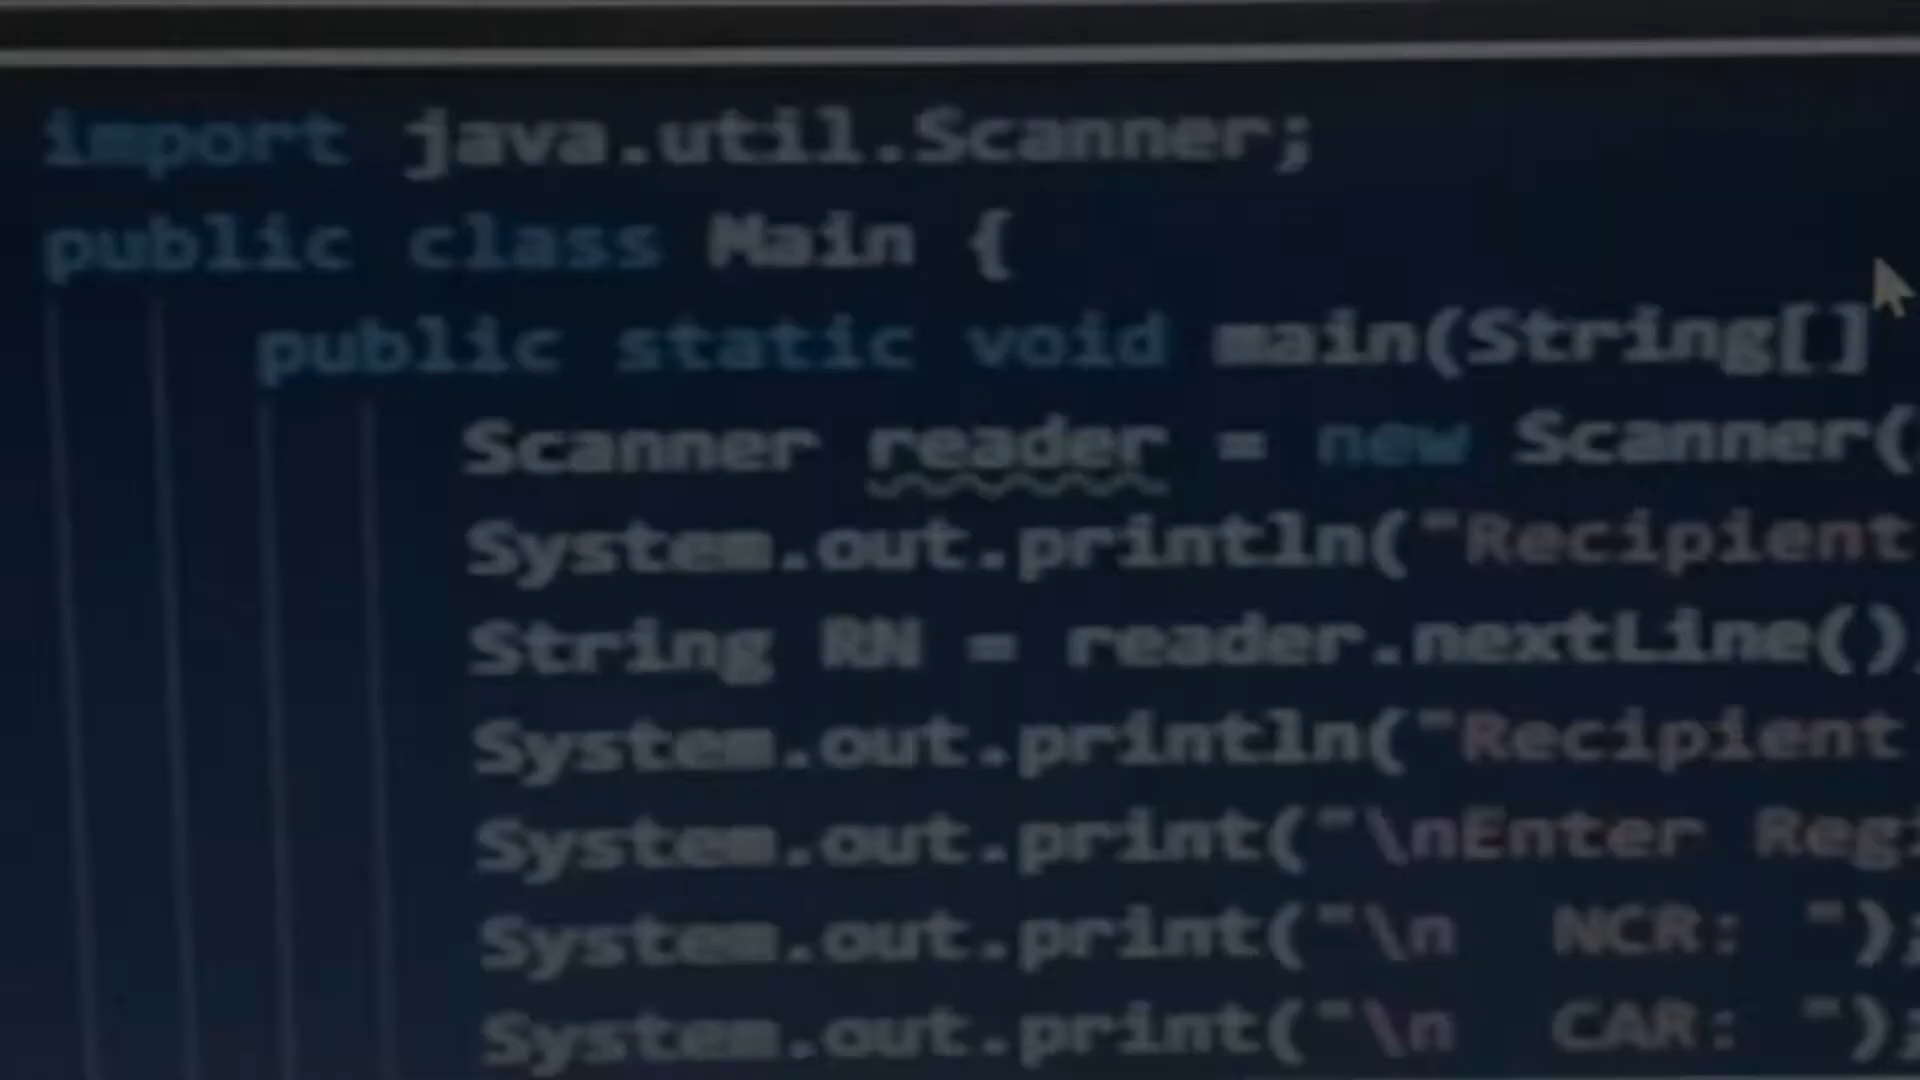 import java.util.Scanner;
public class Main {
public static void main(String[]
Scanner reader = new Scanner(
System.out.println("Recipient
String RN = reader.nextLine()
System.out.println("Recipient
System.out.print("\nEnter Regi
System.out.print("\n NCR: ");
System.out.print("\n CAR: ");